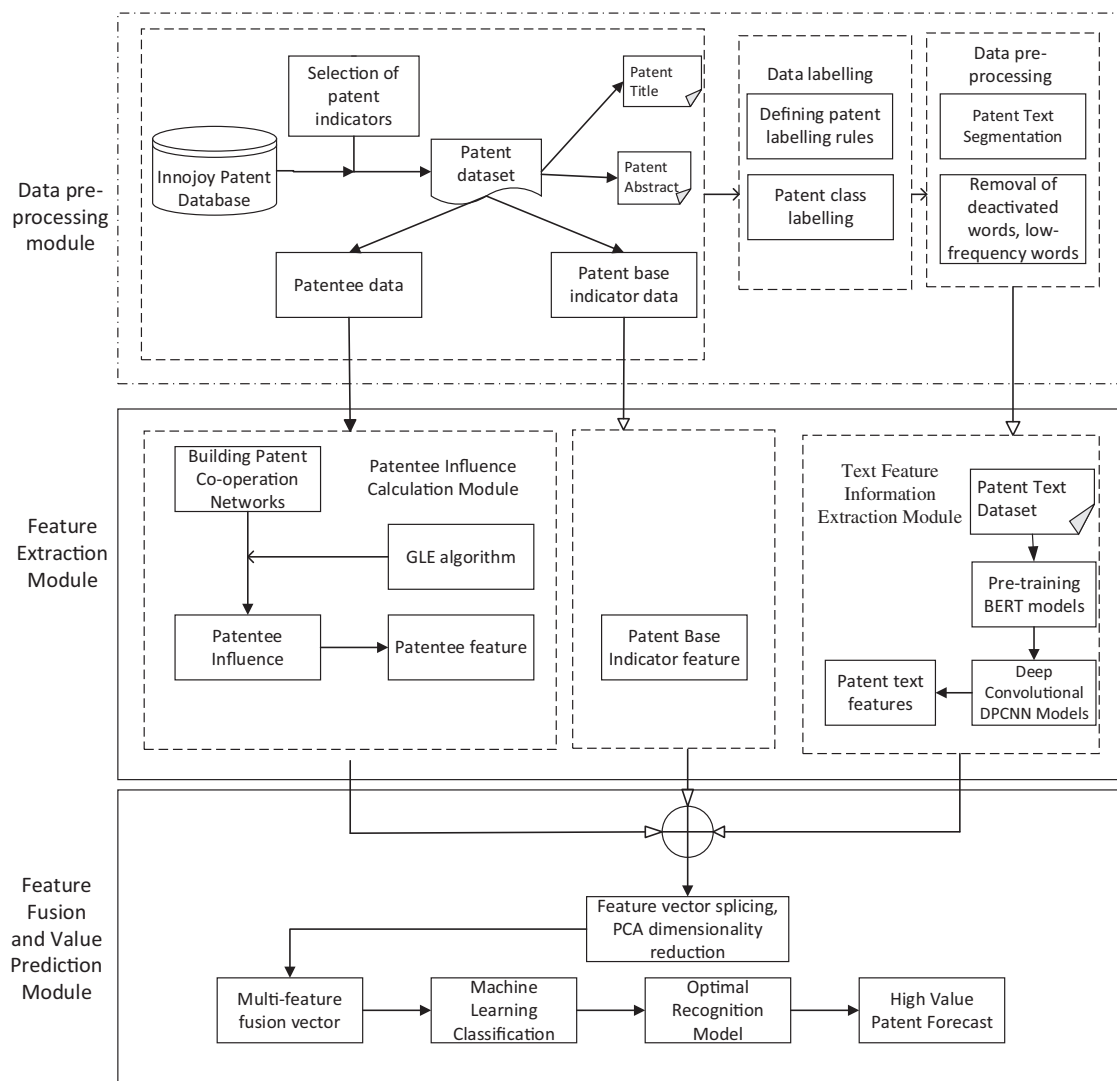 Data pre-
processing
module
Selection of
patent
indicators
Innojoy Patent
Database
Patent
dataset
Patent
Title
Patent
Abstract
Patentee data
Patent base
indicator data
Data labelling
Defining patent
labelling rules
Patent class
labelling
Data pre-
processing
Patent Text
Segmentation
Removal of
deactivated
words, low-
frequency words
Feature
Extraction
Module
Building Patent
Co-operation
Networks
Patentee Influence
Calculation Module
GLE algorithm
Patentee
Influence
Patentee feature
Patent Base
Indicator feature
Text Feature
Information
Extraction Module
Patent Text
Dataset
Pre-training
BERT models
Deep
Convolutional
DPCNN Models
Patent text
features
Feature
Fusion
and Value
Prediction
Module
Feature vector splicing,
PCA dimensionality
reduction
Multi-feature
fusion vector
Machine
Learning
Classification
Optimal
Recognition
Model
High Value
Patent Forecast